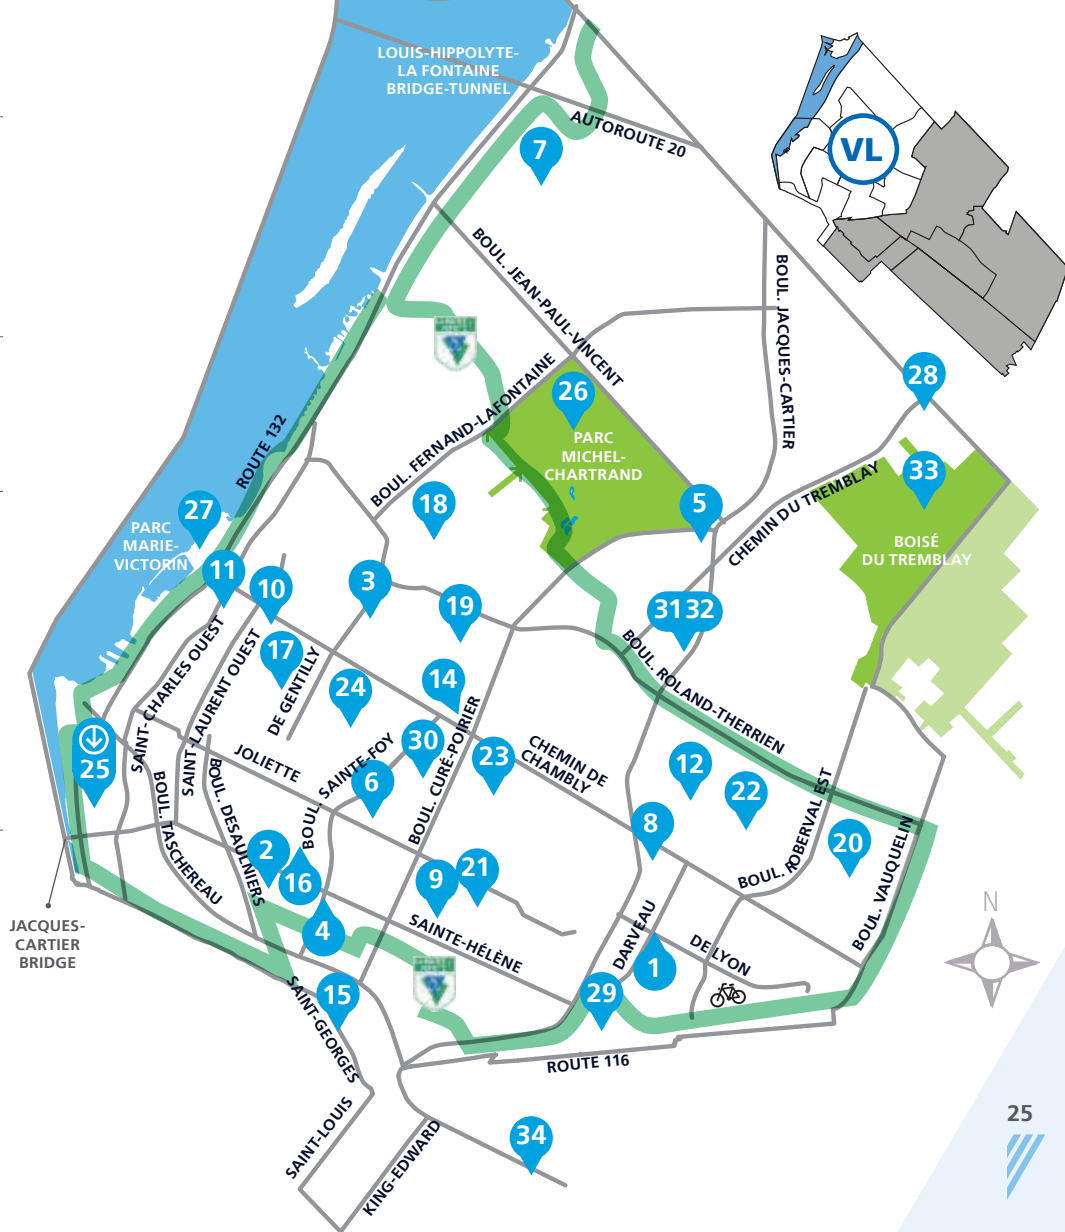 LOUIS-HIPPOLYTE-
LA FONTAINE
BRIDGE-TUNNEL
AUTOROUTE 20
7
VL
BOUL. JEAN-PAUL-VINCENT
BOUL. JACQUES-CARTIER
BOUL. FERNAND-LAFONTAINE
26
PARC
MICHEL-
CHARTRAND
28
33
BOISÉ
DU TREMBLAY
CHEMIN DU TREMBLAY
ROUTE 132
18
5
27
PARC
MARIE-
VICTORIN
11
10
3
19
31 32
17
14
24
30
23
SAINT-CHARLES OUEST
SAINT-LAURENT OUEST
DE GENTILLY
BOUL. ROLAND-THERRIEN
25
JOLIETTE
BOUL. SAINTE-FOY
6
BOUL. CURÉ-POIRIER
CHEMIN DE
CHAMBLY
12
22
8
20
BOUL. TASCHEREAU
BOUL. DESAULNIERS
2
16
4
9
21
BOUL. ROBERVAL EST
BOUL. VAUQUELIN
SAINTE-HÉLÈNE
DARVEAU
DE LYON
1
29
15
JACQUES-
CARTIER
BRIDGE
N
SAINT-GEORGES
ROUTE 116
SAINT-LOUIS
KING-EDWARD
34
25